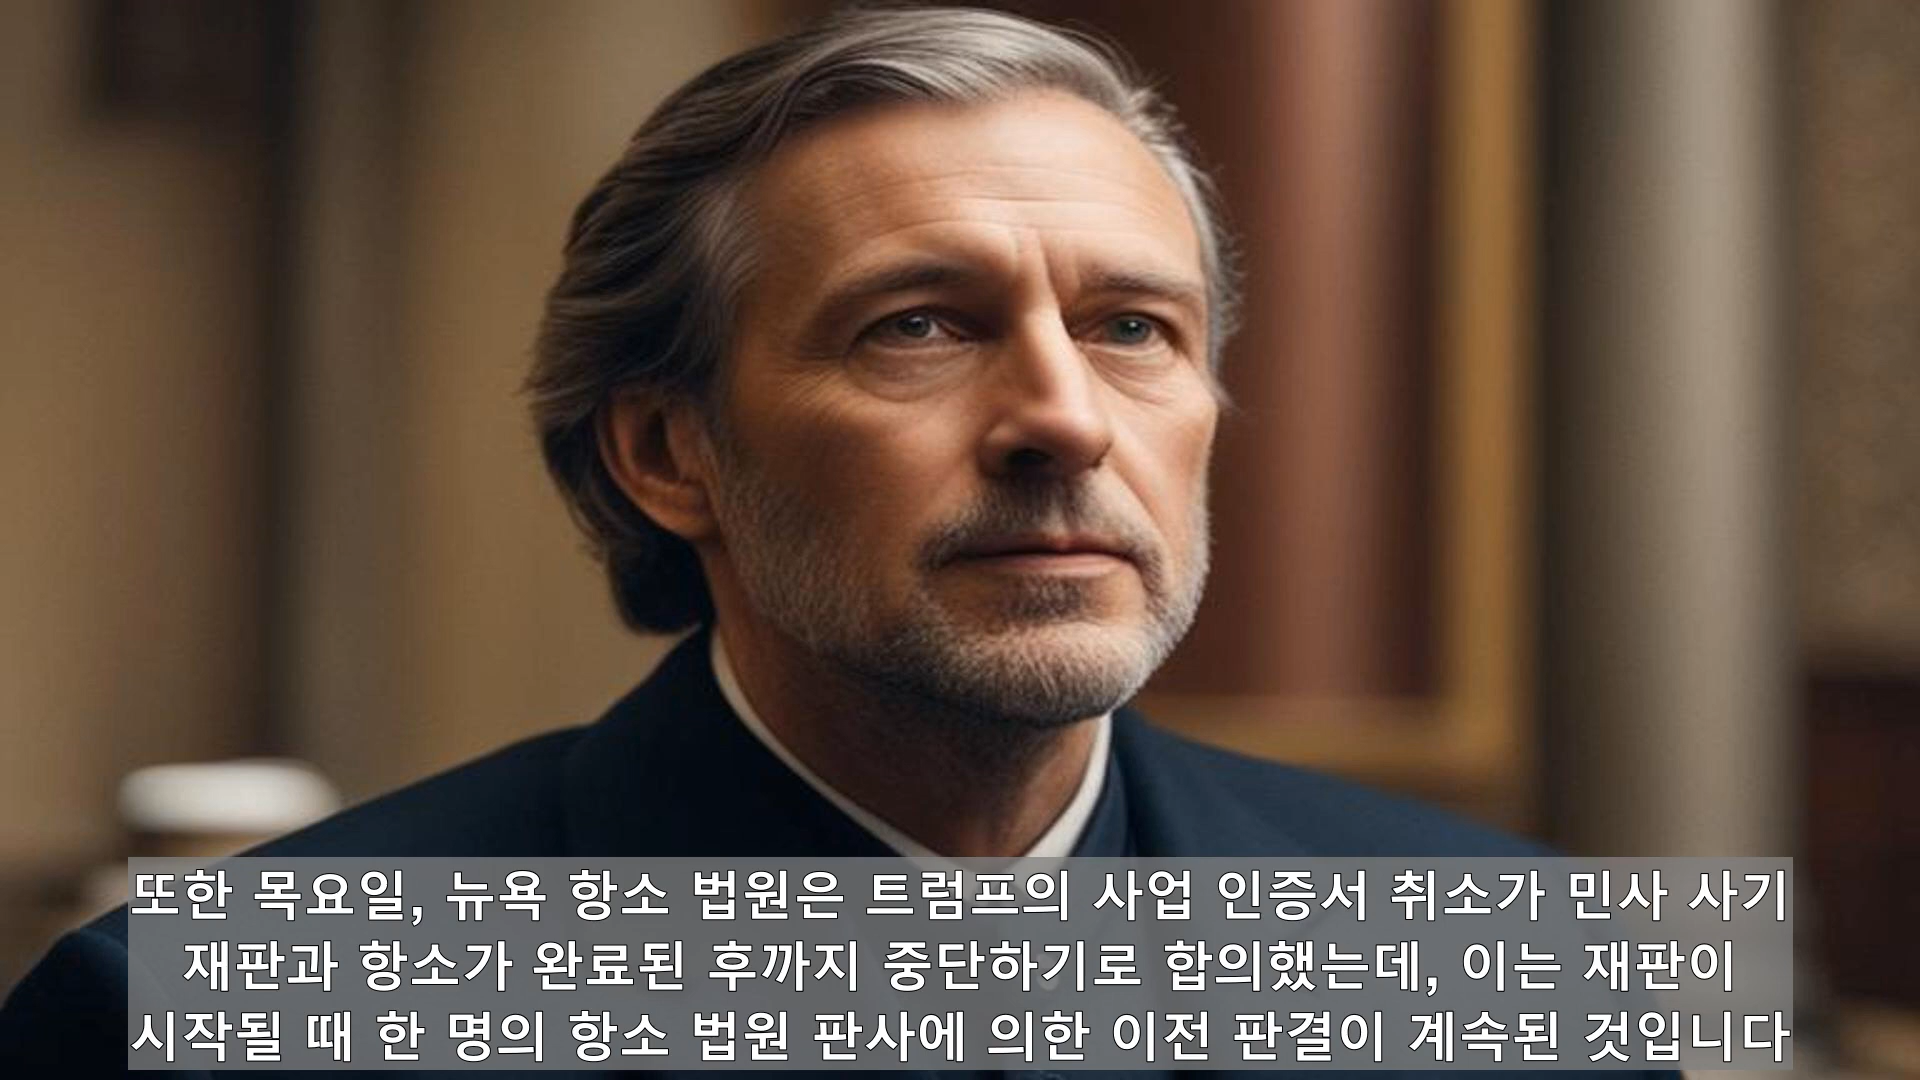 또한 목요일, 뉴욕 항소 법원은 트럼프의 사업 인증서 취소가 민사 사기
재판과 항소가 완료된 후까지 중단하기로 합의했는데, 이는 재판이
시작될 때 한 명의 항소 법원 판사에 의한 이전 판결이 계속된 것입니다